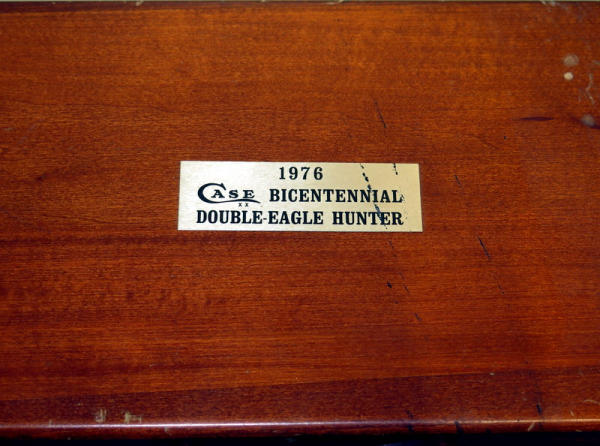 1976
CASE XX BICENTENNIAL
DOUBLE-EAGLE HUNTER